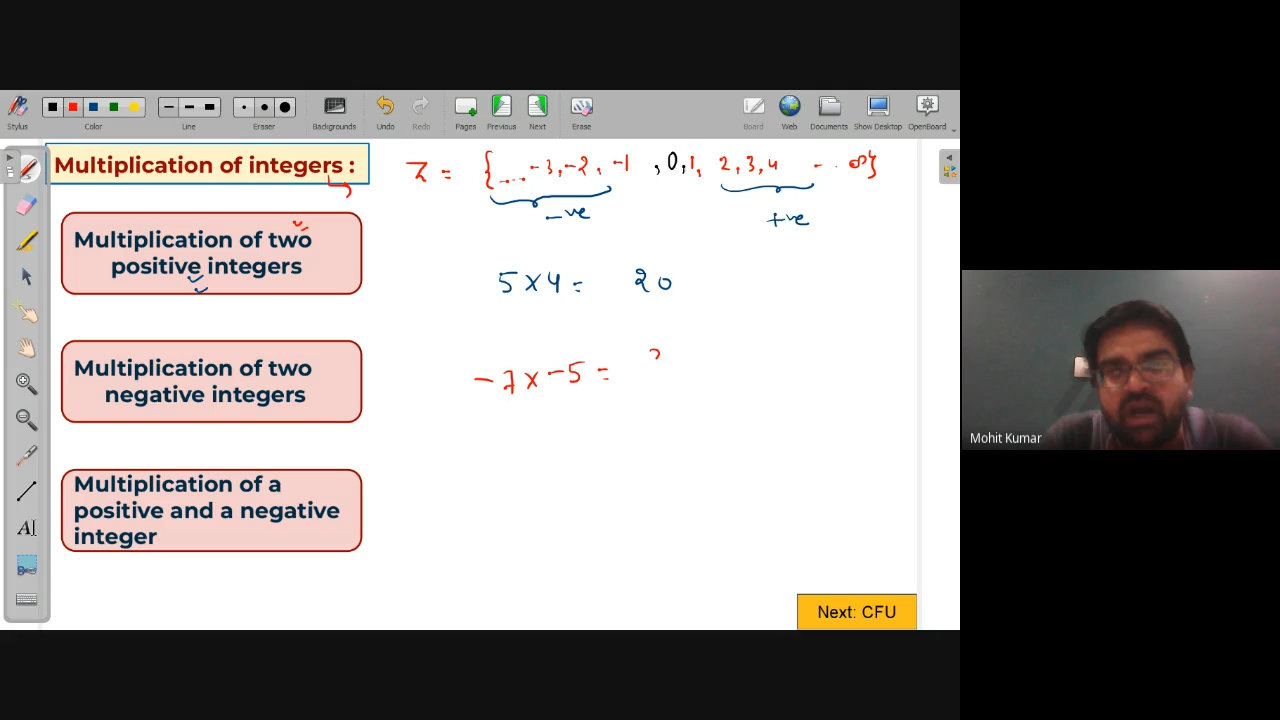 Stylus Color Line Eraser Backgrounds Undo Redo Pages Previous Next Erase Board Web Documents Show Desktop OpenBoard
Multiplication of integers :
Z = {....-3,-2, -1 ,0,1, 2,3,4 - .. ∞}
-ve +ve
Multiplication of two
positive integers
5 x 4 = 20
Multiplication of two
negative integers
-7 x -5 =
Multiplication of a
positive and a negative
integer
Next: CFU
Mohit Kumar